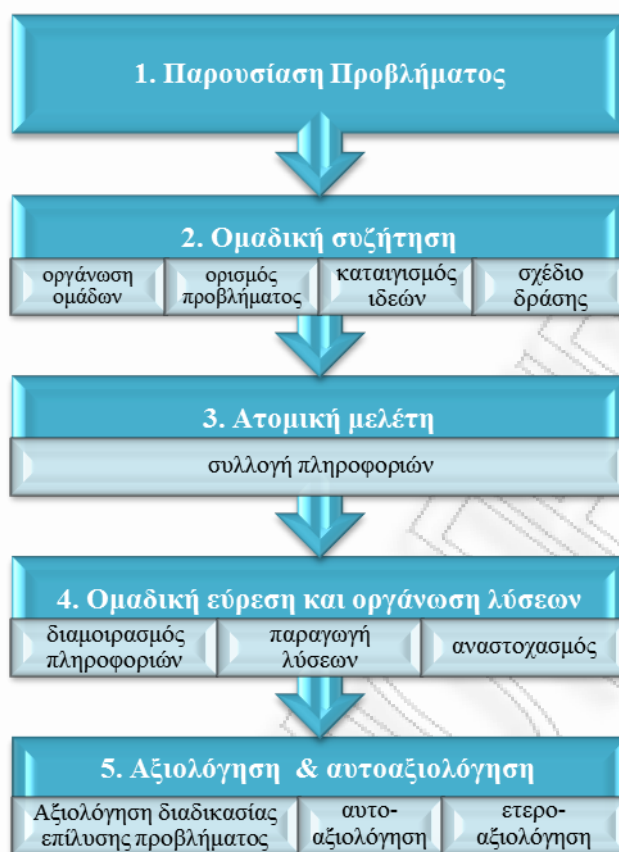 1. Παρουσίαση Προβλήματος
2. Ομαδική συζήτηση
οργάνωση
ομάδων
ορισμός
προβλήματος
καταιγισμός
ιδεών
σχέδιο
δράσης
3. Ατομική μελέτη
συλλογή πληροφοριών
4. Ομαδική εύρεση και οργάνωση λύσεων
διαμοιρασμός
πληροφοριών
παραγωγή
λύσεων
αναστοχασμός
5. Αξιολόγηση & αυτοαξιολόγηση
Αξιολόγηση διαδικασίας
επίλυσης προβλήματος
αυτο-
αξιολόγηση
ετερο-
αξιολόγηση